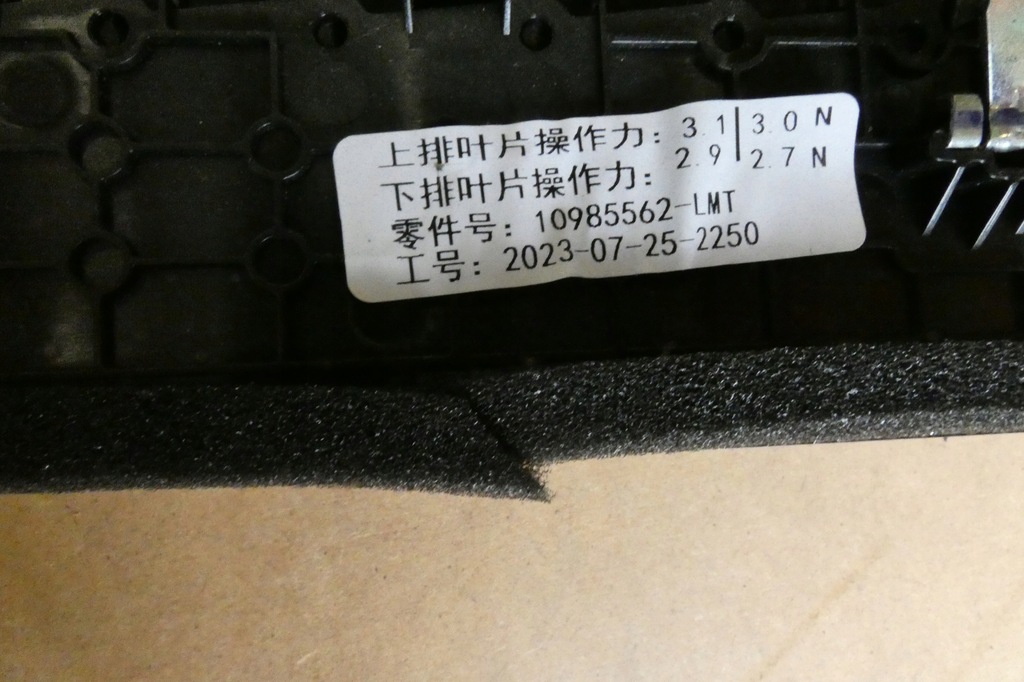 上排叶片操作力: 3.1|3.0 N
下排叶片操作力: 2.9|2.7 N
零件号: 10985562-LMT
工号: 2023-07-25-2250